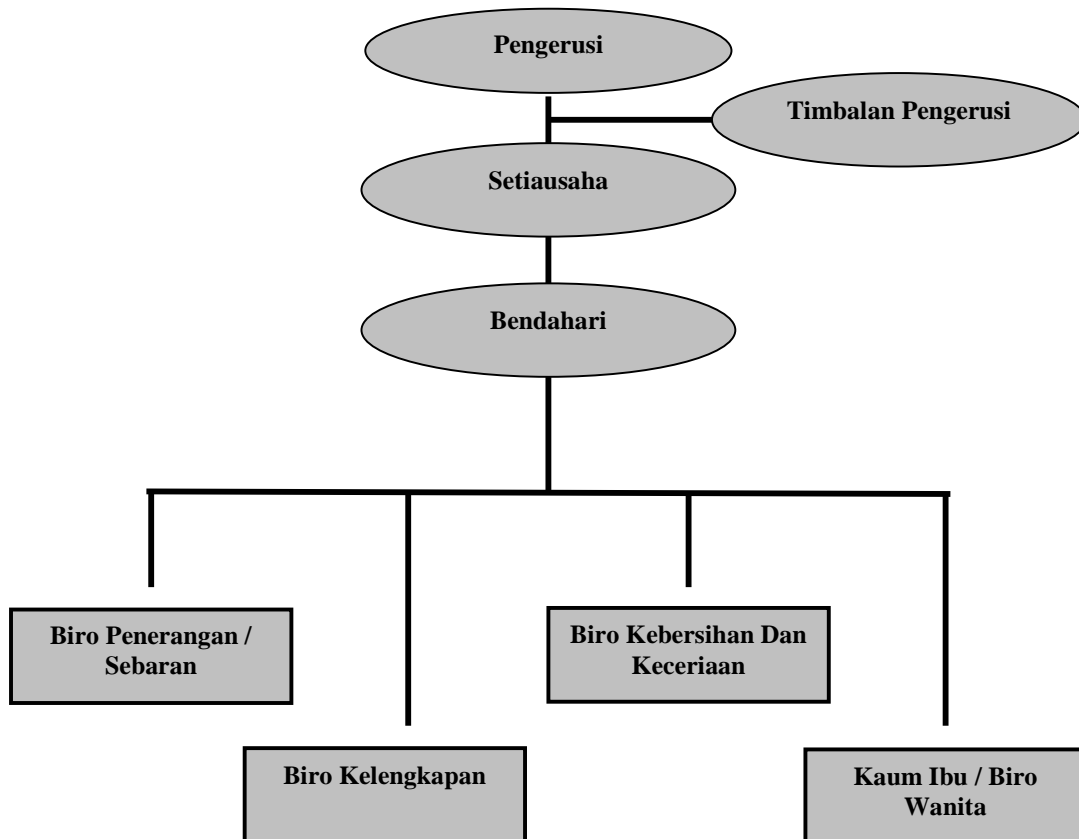 Pengerusi
Timbalan Pengerusi
Setiausaha
Bendahari
Biro Penerangan /
Sebaran
Biro Kebersihan Dan
Keceriaan
Biro Kelengkapan
Kaum Ibu / Biro
Wanita